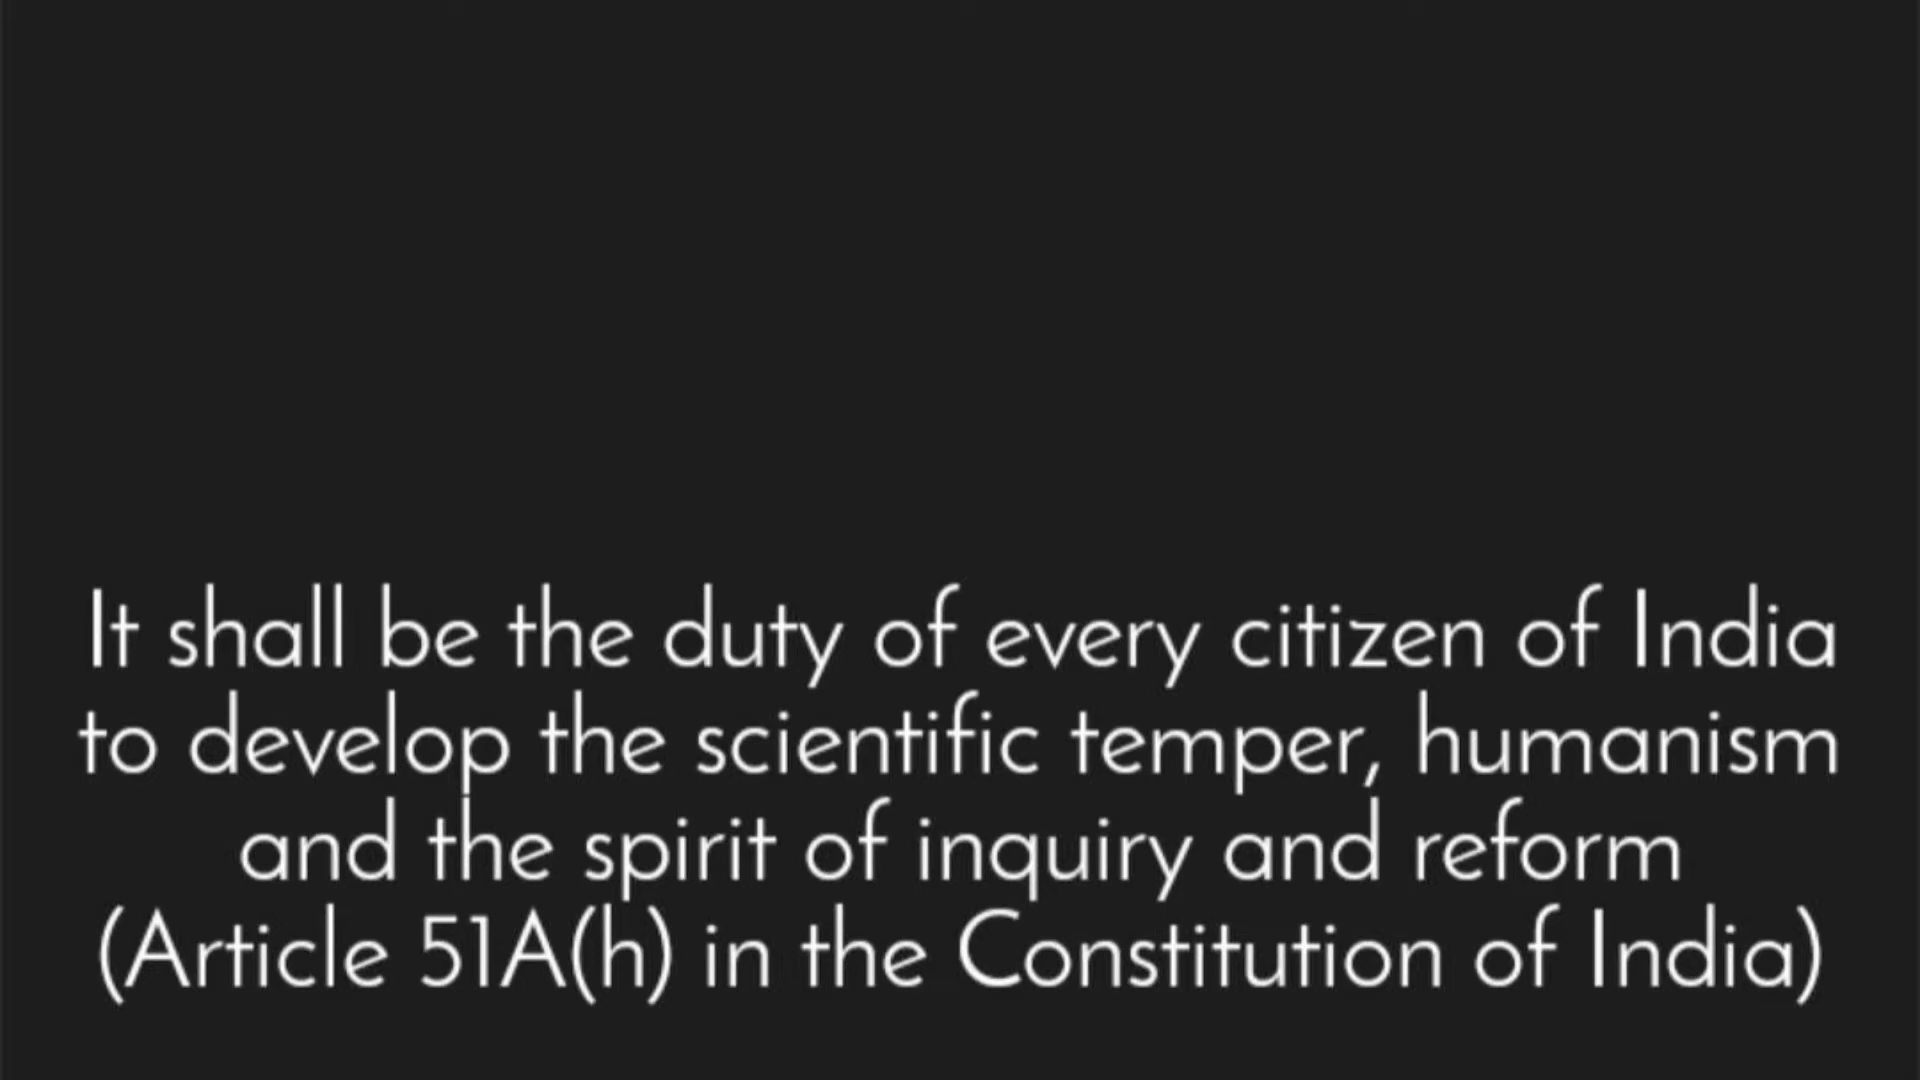 It shall be the duty of every citizen of India
to develop the scientific temper, humanism
and the spirit of inquiry and reform
(Article 51A(h) in the Constitution of India)